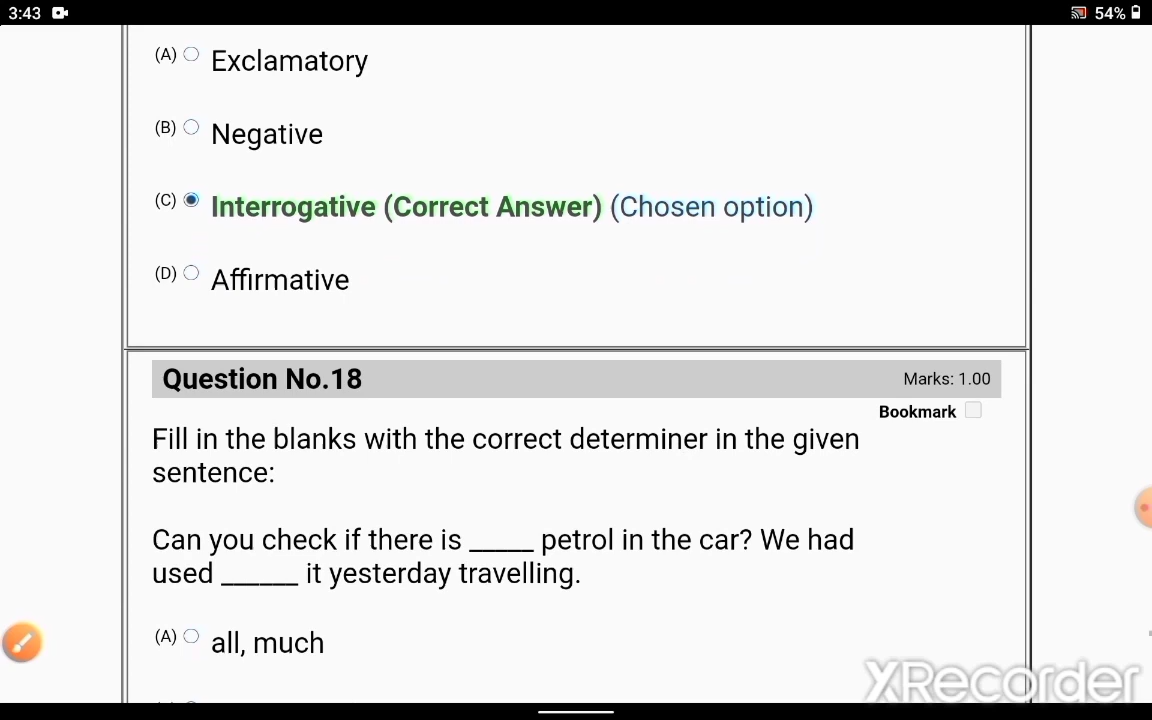 3:43 54%
(A) Exclamatory
(B) Negative
(C) Interrogative (Correct Answer) (Chosen option)
(D) Affirmative
Question No.18 Marks: 1.00
Bookmark
Fill in the blanks with the correct determiner in the given
sentence:
Can you check if there is _____ petrol in the car? We had
used ______ it yesterday travelling.
(A) all, much
XRecorder